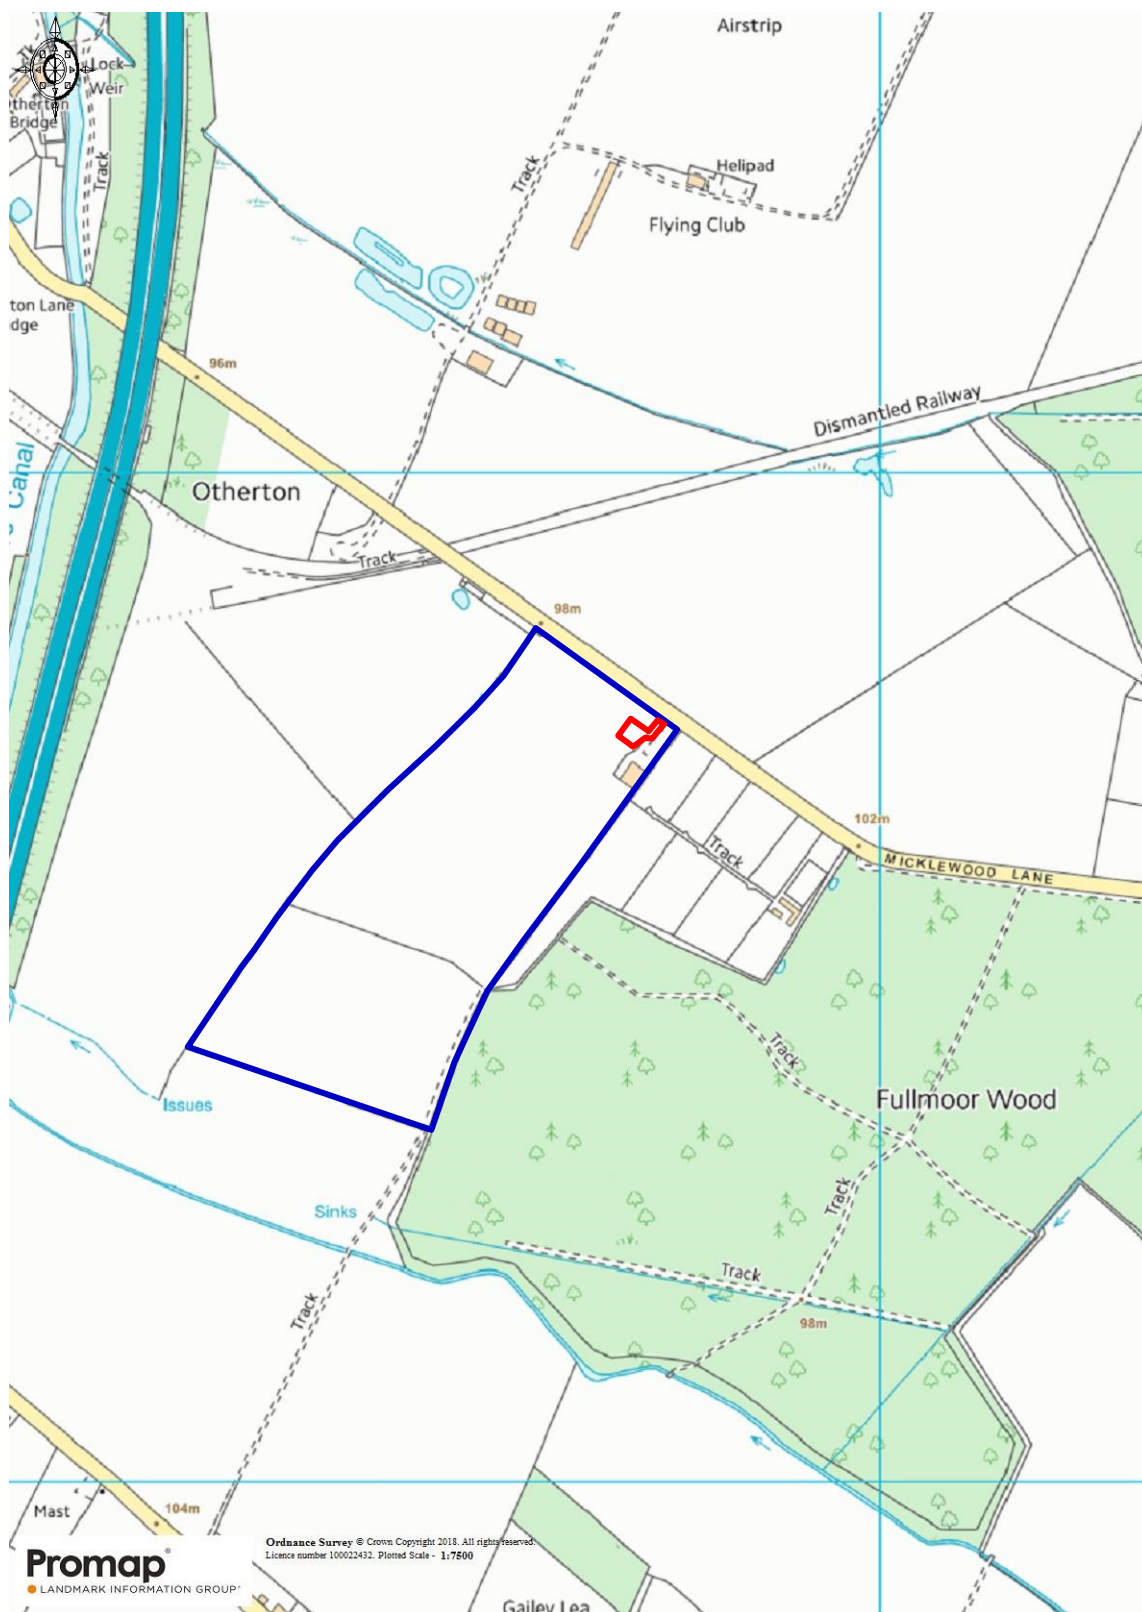 Airstrip
Lock
Weir
Bridge
Track
Track
Helipad
Flying Club
ton Lane
dge
96m
Dismantled Railway
Canal
Otherton
Track
98m
102m
MICKLEWOOD LANE
Track
Track
Fullmoor Wood
Issues
Track
Sinks
Track
Track
98m
Mast
104m
Ordnance Survey © Crown Copyright 2018. All rights reserved.
Licence number 100022432. Plotted Scale - 1:7500
Promap®
LANDMARK INFORMATION GROUP®
Gailey Lea